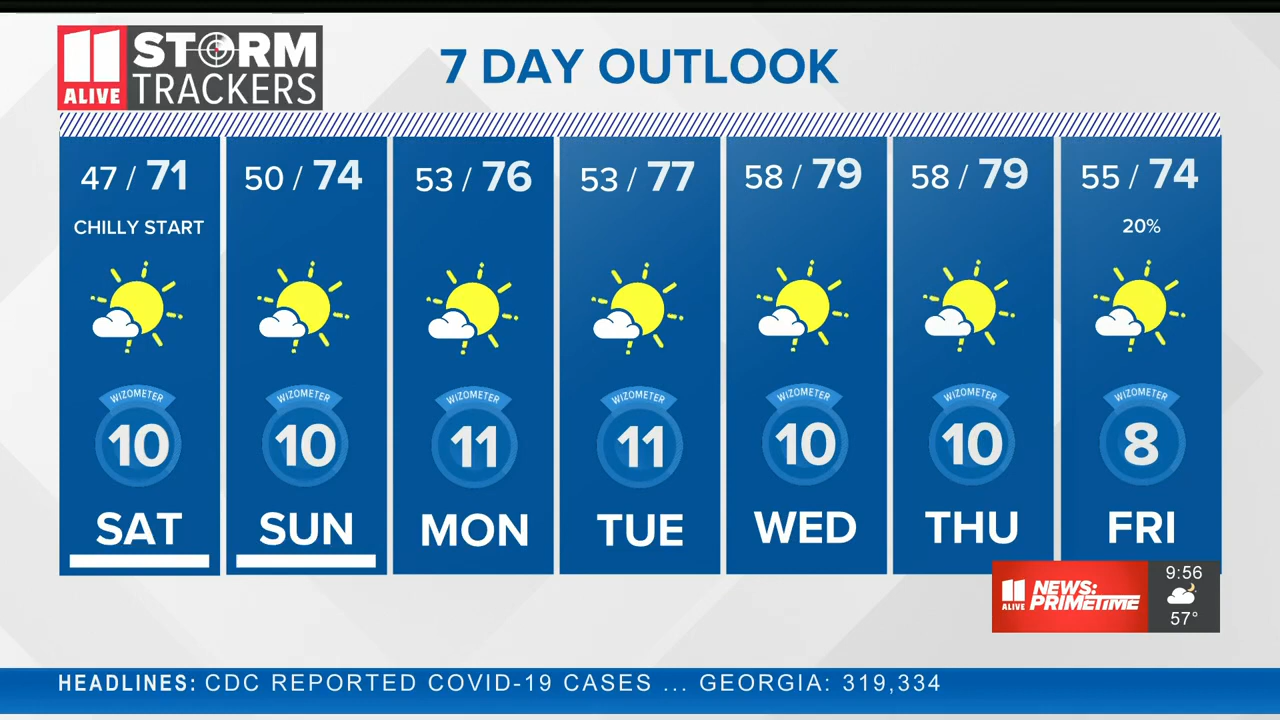 11 ALIVE STORM TRACKERS
7 DAY OUTLOOK
47 / 71
50 / 74
53 / 76
53 / 77
58 / 79
58 / 79
55 / 74
CHILLY START
20%
WIZOMETER
WIZOMETER
WIZOMETER
WIZOMETER
WIZOMETER
WIZOMETER
WIZOMETER
10
10
11
11
10
10
8
SAT
SUN
MON
TUE
WED
THU
FRI
11 ALIVE
NEWS:
PRIMETIME
9:56
57°
HEADLINES: CDC REPORTED COVID-19 CASES ... GEORGIA: 319,334